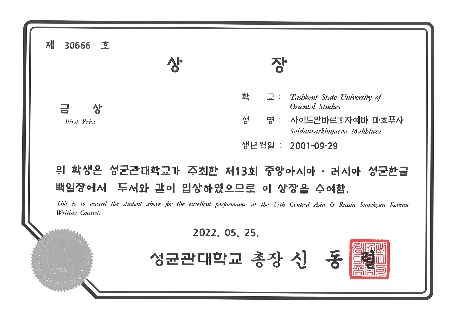 제 30666 호
상 장
금 상
First Prize
학 교 : Tashkent State University of
Oriental Studies
성 명 : 사이드안바르호자예바 마흐푸자
생년월일 : 2001-09-29
위 학생은 성균관대학교가 주최한 제13회 중앙아시아 · 러시아 성균한글
백일장에서 두서와 같이 입상하였으므로 이 상장을 수여함.
This is to award the student above for the excellent performance at the 13th Central Asia & Russia Sungkyun Korean
Writing Contest.
2022. 05. 25.
성균관대학교 총장 신 동 렬